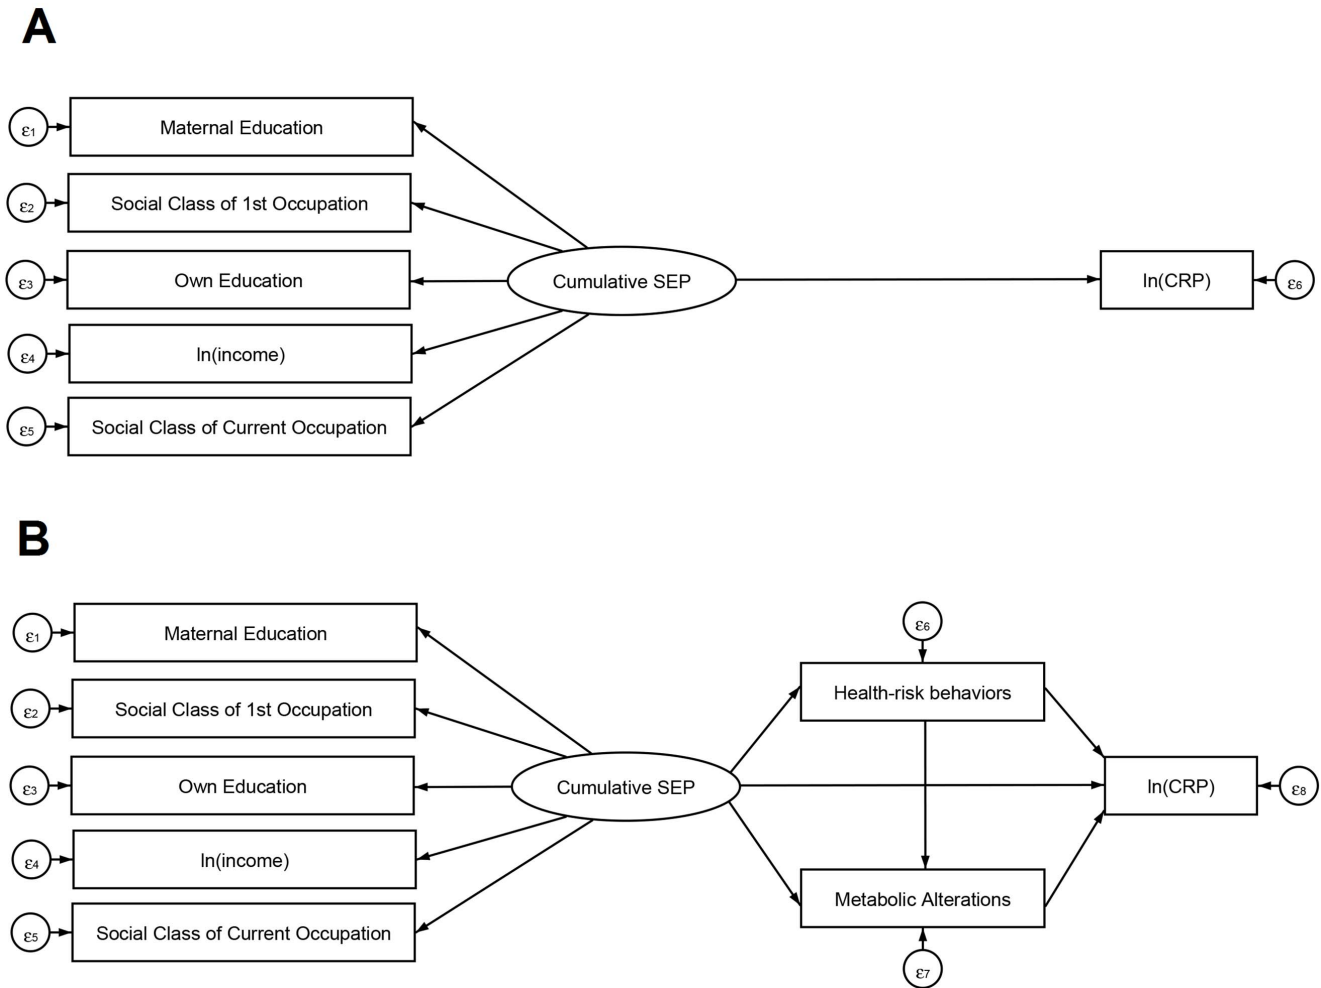 A
ε1
Maternal Education
ε2
Social Class of 1st Occupation
ε3
Own Education
Cumulative SEP
ln(CRP)
ε6
ε4
ln(income)
ε5
Social Class of Current Occupation
B
ε6
ε1
Maternal Education
Health-risk behaviors
ε2
Social Class of 1st Occupation
ε3
Own Education
Cumulative SEP
ln(CRP)
ε8
ε4
ln(income)
Metabolic Alterations
ε5
Social Class of Current Occupation
ε7